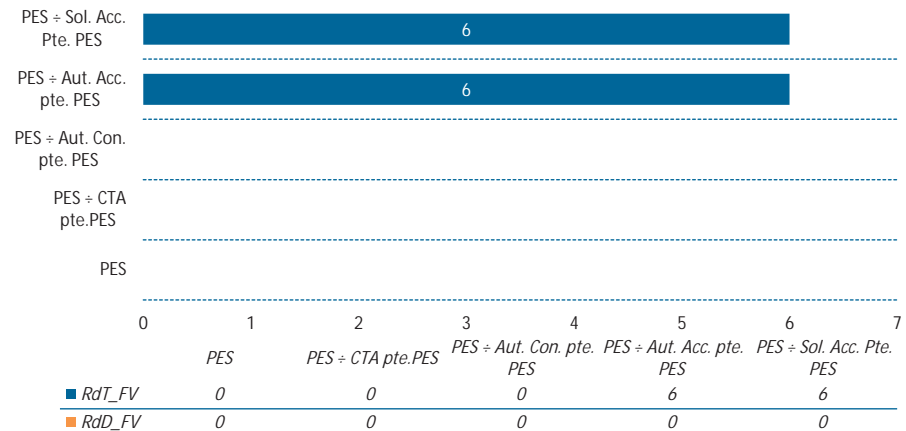 PES ÷ Sol. Acc.
Pte. PES
6
PES ÷ Aut. Acc.
pte. PES
6
PES ÷ Aut. Con.
pte. PES
PES ÷ CTA
pte.PES
PES
0 1 2 3 4 5 6 7
PES PES ÷ CTA pte.PES PES ÷ Aut. Con. pte. PES ÷ Aut. Acc. pte. PES ÷ Sol. Acc. Pte.
PES PES PES
RdT_FV 0 0 0 6 6
RdD_FV 0 0 0 0 0